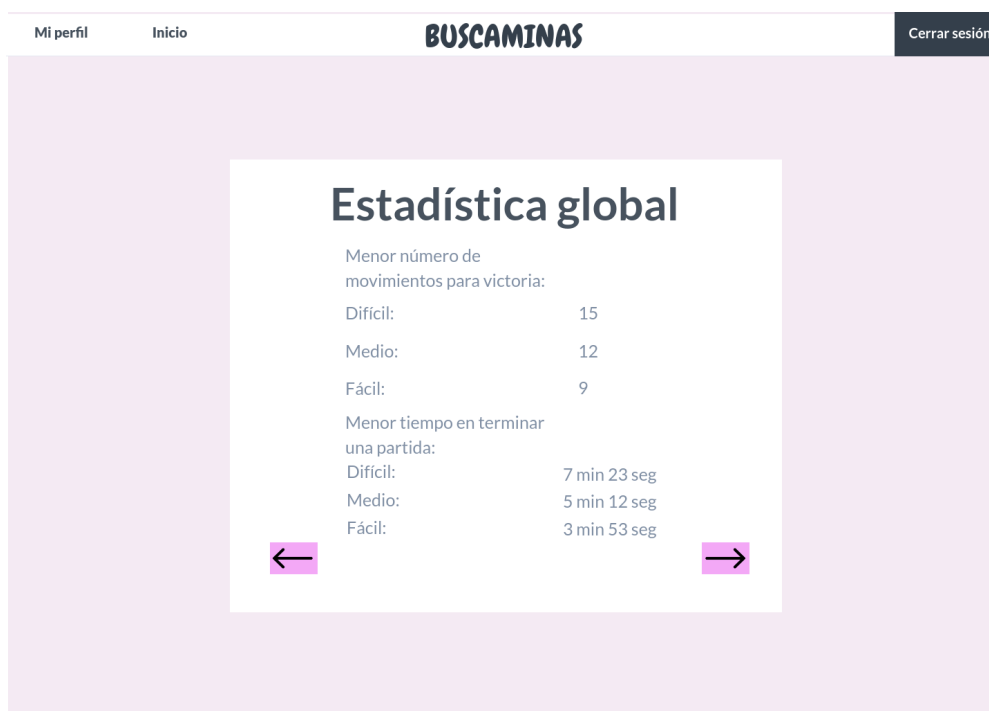 Mi perfil
Inicio
BUSCAMINAS
Cerrar sesión
Estadística global
Menor número de
movimientos para victoria:
Difícil: 15
Medio: 12
Fácil: 9
Menor tiempo en terminar
una partida:
Difícil: 7 min 23 seg
Medio: 5 min 12 seg
Fácil: 3 min 53 seg